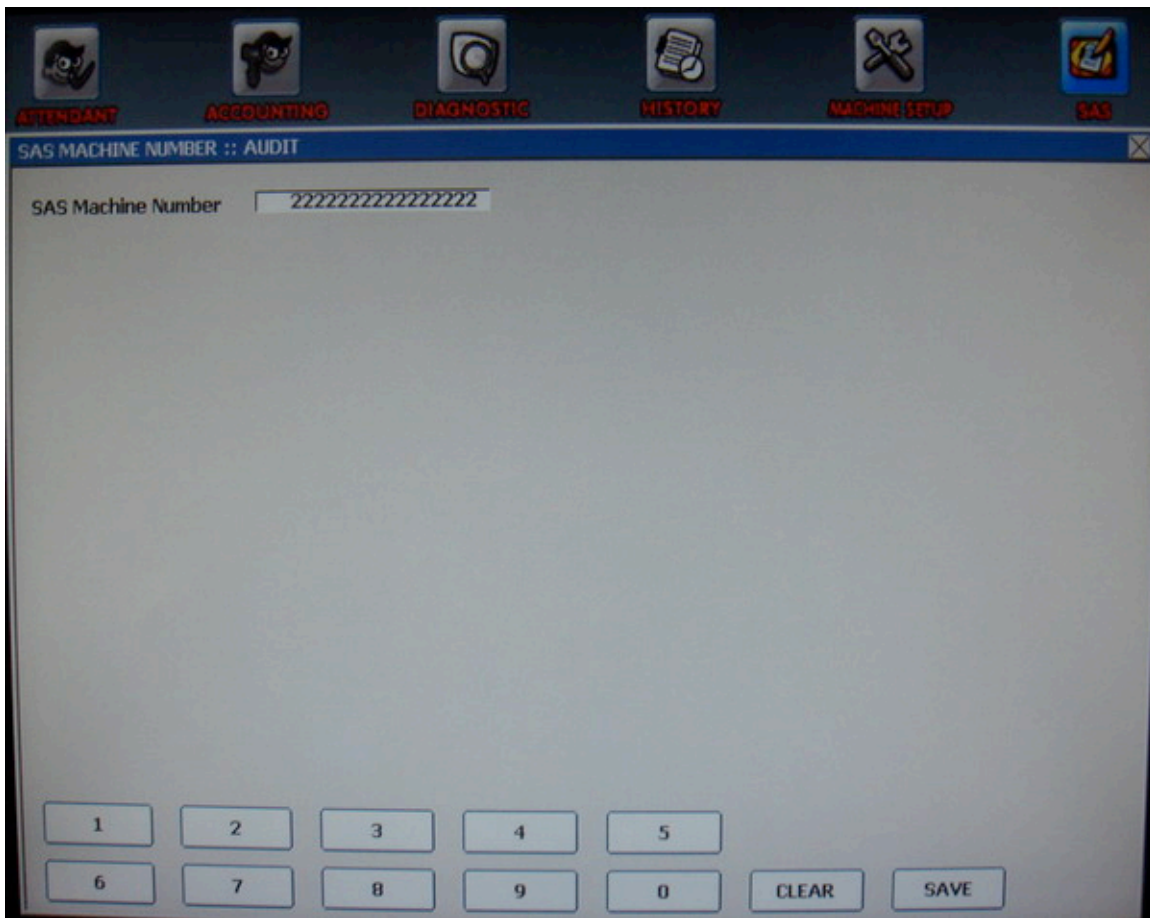 ATTENDANT ACCOUNTING DIAGNOSTIC HISTORY MACHINE SETUP SAS
SAS MACHINE NUMBER :: AUDIT
SAS Machine Number 2222222222222222
1 2 3 4 5
6 7 8 9 0 CLEAR SAVE